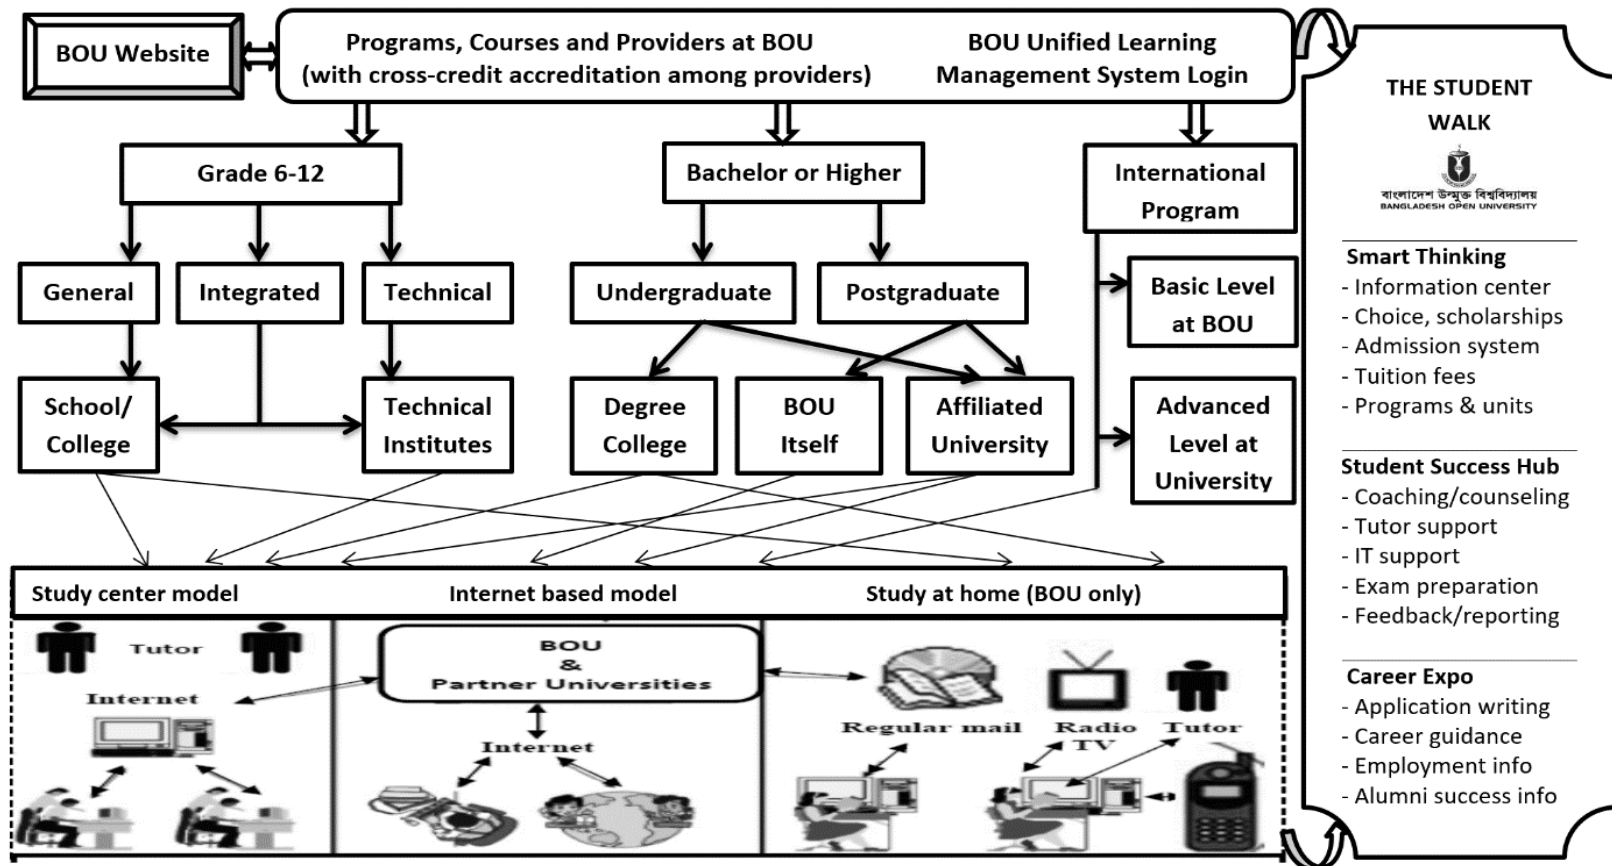 BOU Website
Programs, Courses and Providers at BOU
(with cross-credit accreditation among providers)
BOU Unified Learning
Management System Login
Grade 6-12
Bachelor or Higher
International
Program
General
Integrated
Technical
Undergraduate
Postgraduate
Basic Level
at BOU
School/
College
Technical
Institutes
Degree
College
BOU
Itself
Affiliated
University
Advanced
Level at
University
Study center model
Internet based model
Study at home (BOU only)
Tutor
Internet
BOU
&
Partner Universities
Internet
Regular mail
Radio
TV
Tutor
THE STUDENT
WALK
বাংলাদেশ উন্মুক্ত বিশ্ববিদ্যালয়
BANGLADESH OPEN UNIVERSITY
Smart Thinking
- Information center
- Choice, scholarships
- Admission system
- Tuition fees
- Programs & units
Student Success Hub
- Coaching/counseling
- Tutor support
- IT support
- Exam preparation
- Feedback/reporting
Career Expo
- Application writing
- Career guidance
- Employment info
- Alumni success info